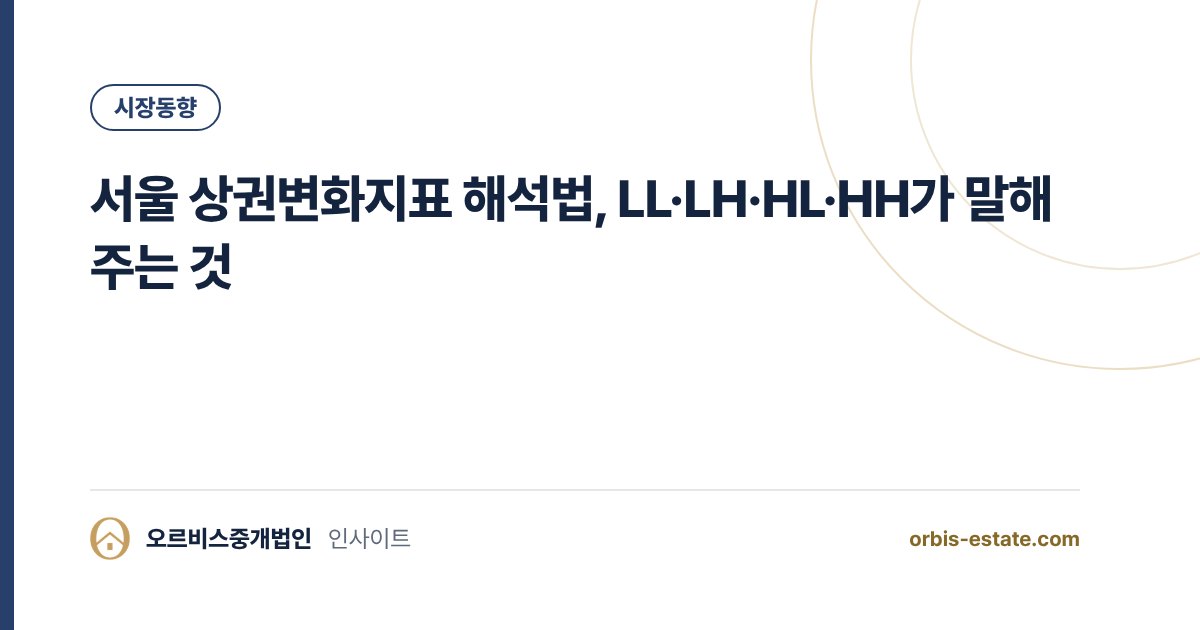 시장동향
서울 상권변화지표 해석법, LL·LH·HL·HH가 말해
주는 것
오르비스중개법인 인사이트
orbis-estate.com